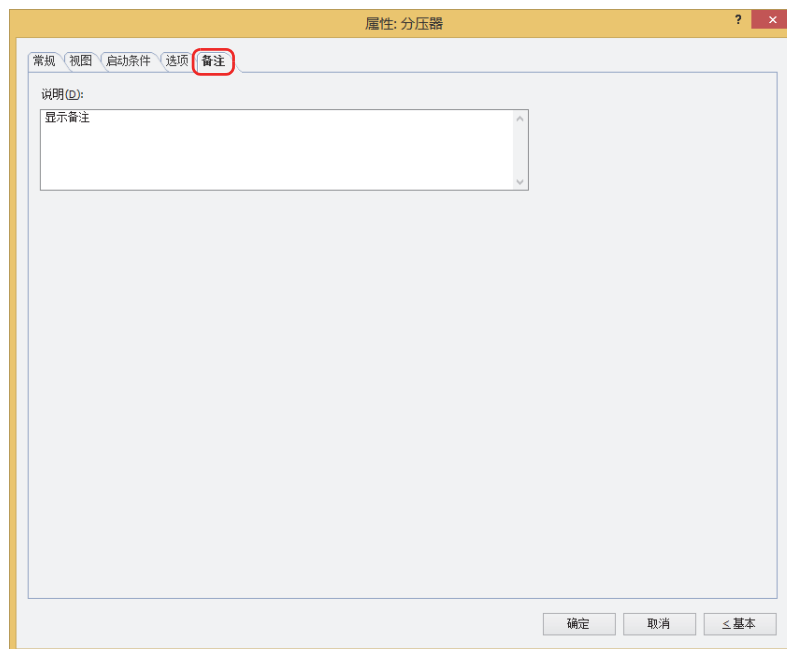 属性: 分压器
? ×
常规 视图 启动条件 选项 备注
说明(D):
显示备注
确定 取消 ≤基本